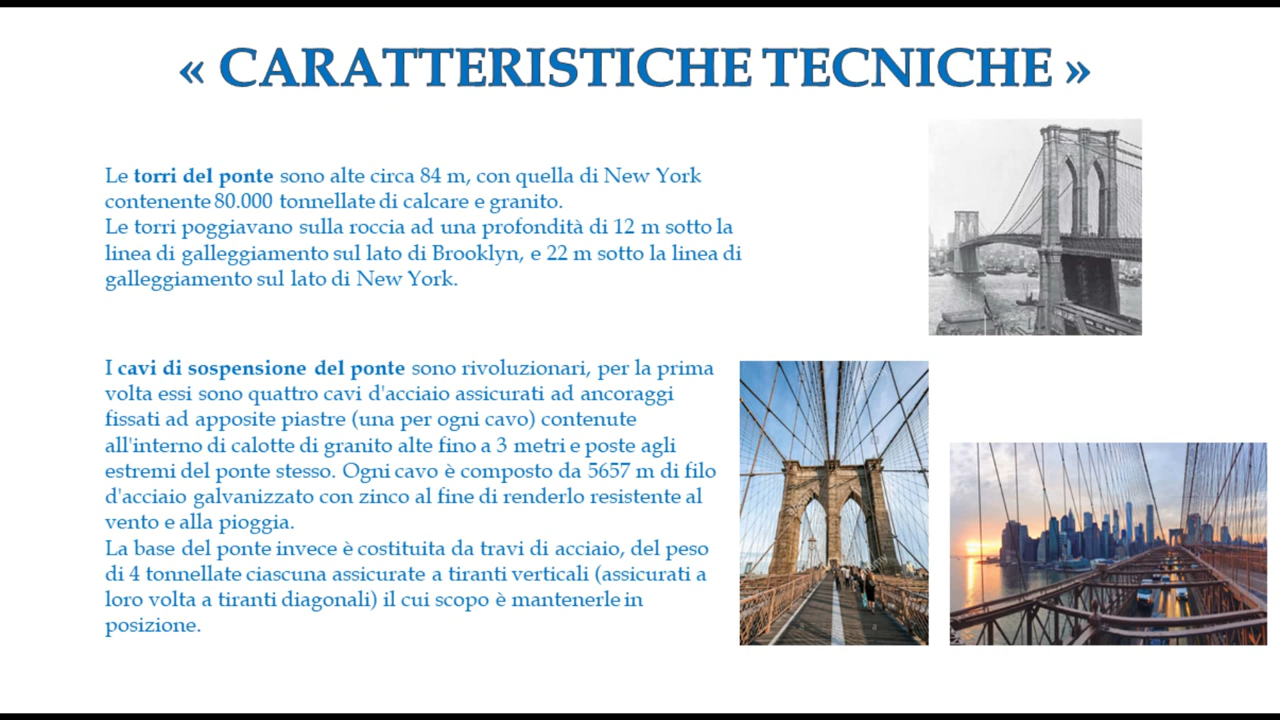 « CARATTERISTICHE TECNICHE »
Le torri del ponte sono alte circa 84 m, con quella di New York
contenente 80.000 tonnellate di calcare e granito.
Le torri poggiavano sulla roccia ad una profondità di 12 m sotto la
linea di galleggiamento sul lato di Brooklyn, e 22 m sotto la linea di
galleggiamento sul lato di New York.
I cavi di sospensione del ponte sono rivoluzionari, per la prima
volta essi sono quattro cavi d'acciaio assicurati ad ancoraggi
fissati ad apposite piastre (una per ogni cavo) contenute
all'interno di calotte di granito alte fino a 3 metri e poste agli
estremi del ponte stesso. Ogni cavo è composto da 5657 m di filo
d'acciaio galvanizzato con zinco al fine di renderlo resistente al
vento e alla pioggia.
La base del ponte invece è costituita da travi di acciaio, del peso
di 4 tonnellate ciascuna assicurate a tiranti verticali (assicurati a
loro volta a tiranti diagonali) il cui scopo è mantenerle in
posizione.